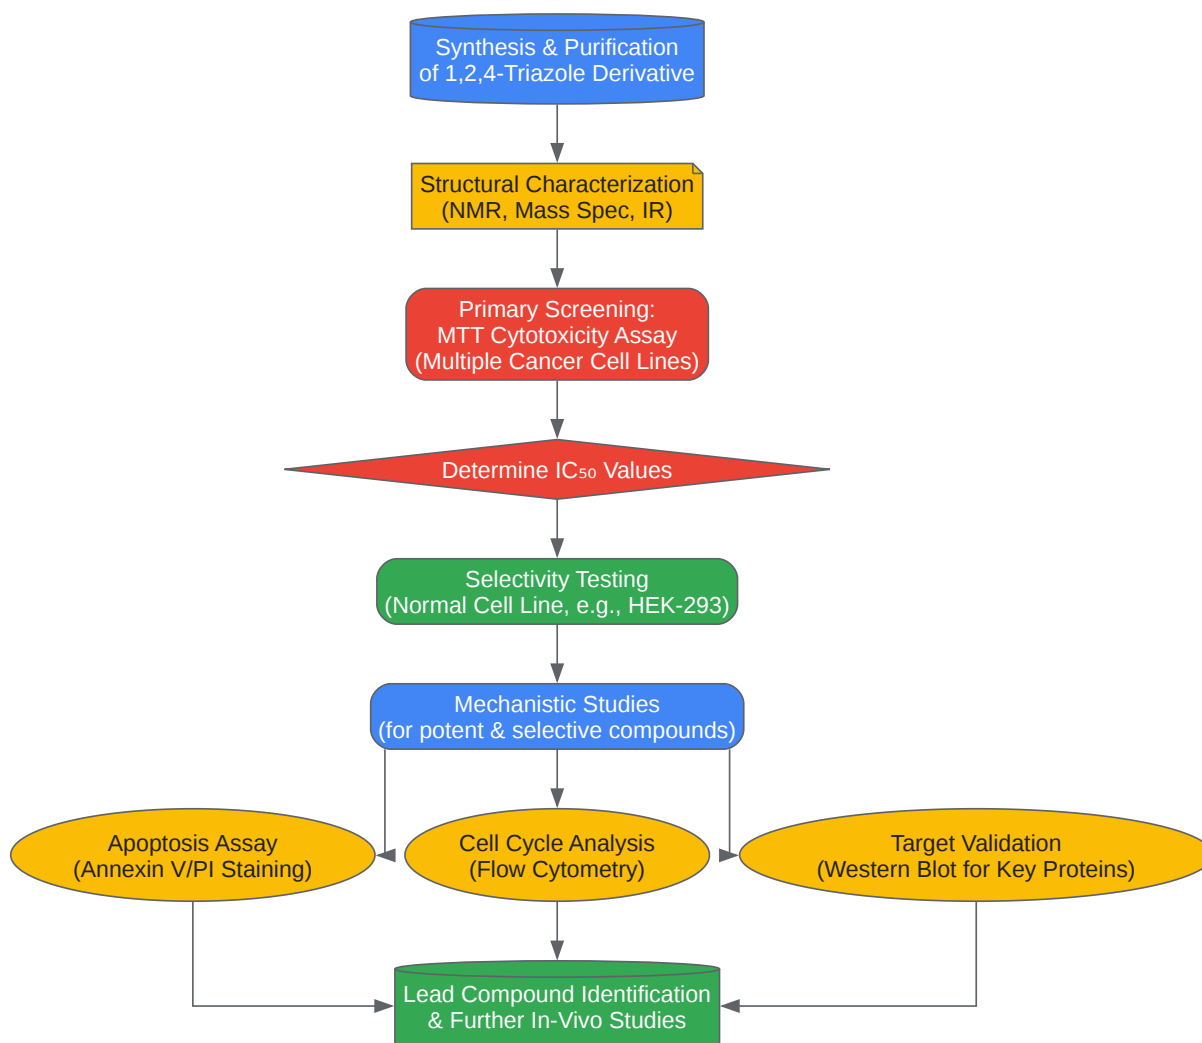 Synthesis & Purification
of 1,2,4-Triazole Derivative
Structural Characterization
(NMR, Mass Spec, IR)
Primary Screening:
MTT Cytotoxicity Assay
(Multiple Cancer Cell Lines)
Determine IC₅₀ Values
Selectivity Testing
(Normal Cell Line, e.g., HEK-293)
Mechanistic Studies
(for potent & selective compounds)
Apoptosis Assay
(Annexin V/PI Staining)
Cell Cycle Analysis
(Flow Cytometry)
Target Validation
(Western Blot for Key Proteins)
Lead Compound Identification
& Further In-Vivo Studies